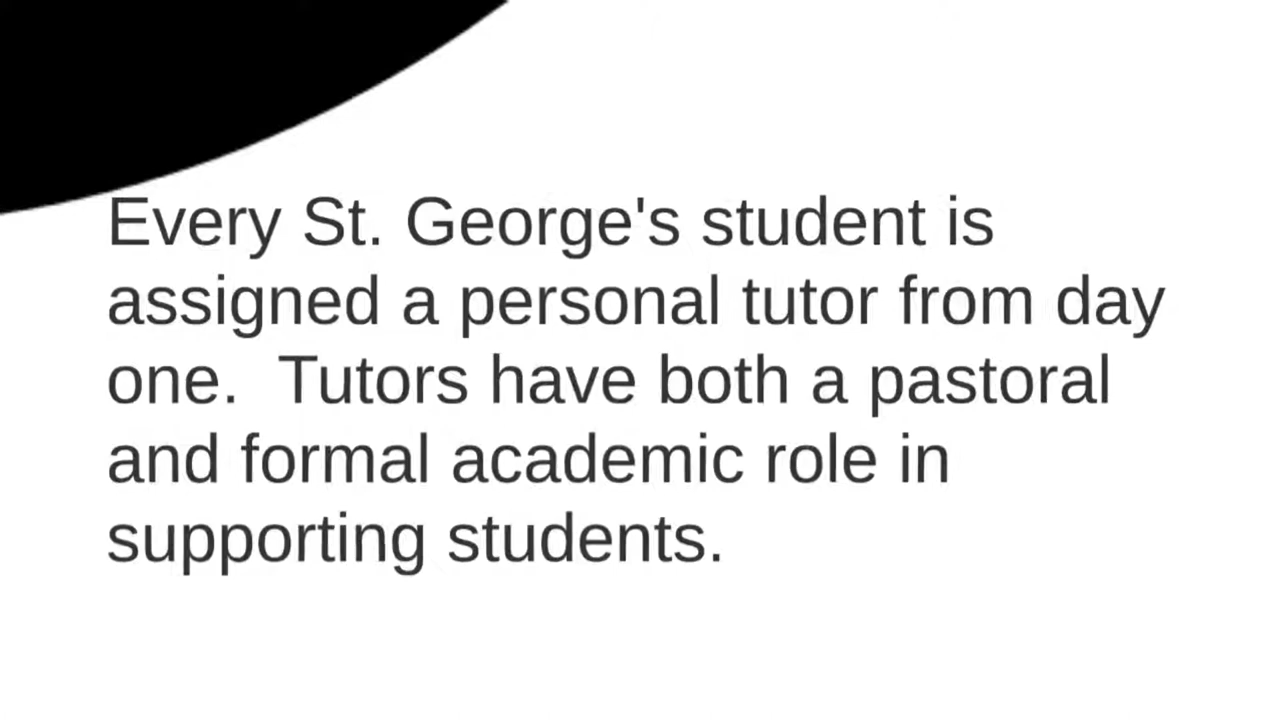 Every St. George's student is
assigned a personal tutor from day
one.  Tutors have both a pastoral
and formal academic role in
supporting students.